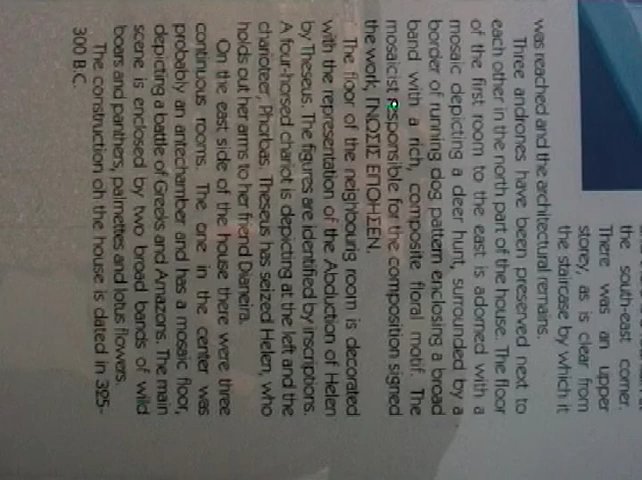 the south-east corner.
There was an upper
storey, as is clear from
the staircase by which it
was reached and the architectural remains.
Three andrones have been preserved next to
each other in the north part of the house. The floor
of the first room to the east is adorned with a
mosaic depicting a deer hunt, surrounded by a
border of running dog pattern enclosing a broad
band with a rich, composite floral motif. The
mosaicist responsible for the composition signed
the work, ΓΝΩΣΙΣ ΕΠΟΗΣΕΝ.
The floor of the neighbourig room is decorated
with the representation of the Abduction of Helen
by Theseus. The figures are identified by inscriptions.
A four-horsed chariot is depicting at the left and the
charioteer, Phorbas. Theseus has seized Helen, who
holds out her arms to her friend Dianeira.
On the east side of the house there were three
continuous rooms. The one in the center was
probably an antechamber and has a mosaic floor,
depicting a battle of Greeks and Amazons. The main
scene is enclosed by two broad bands of wild
boars and panthers, palmettes and lotus flowers.
The construction oh the house is dated in 325-
300 B.C.